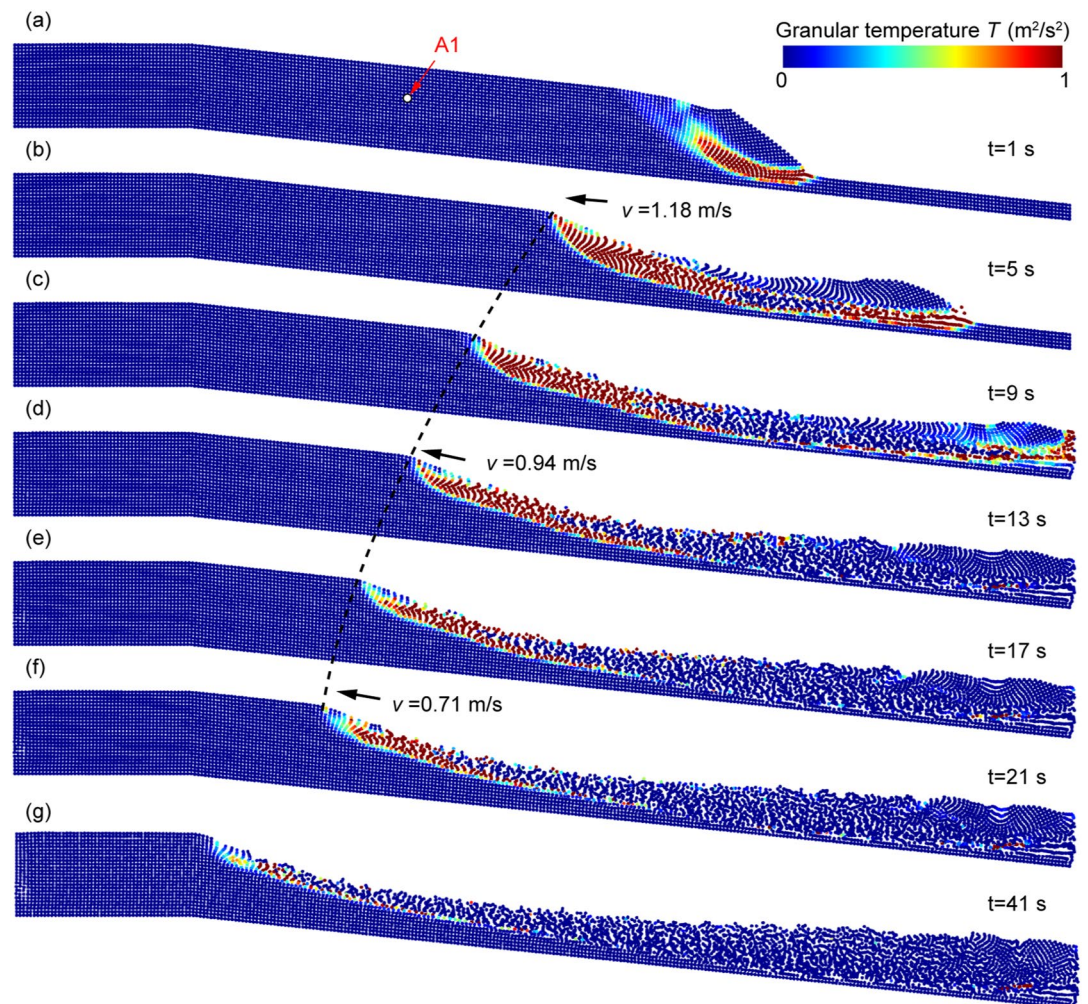 (a)
A1
Granular temperature T (m²/s²)
0 1
t=1 s
(b)
v =1.18 m/s
t=5 s
(c)
t=9 s
(d)
v =0.94 m/s
t=13 s
(e)
t=17 s
(f)
v =0.71 m/s
t=21 s
(g)
t=41 s